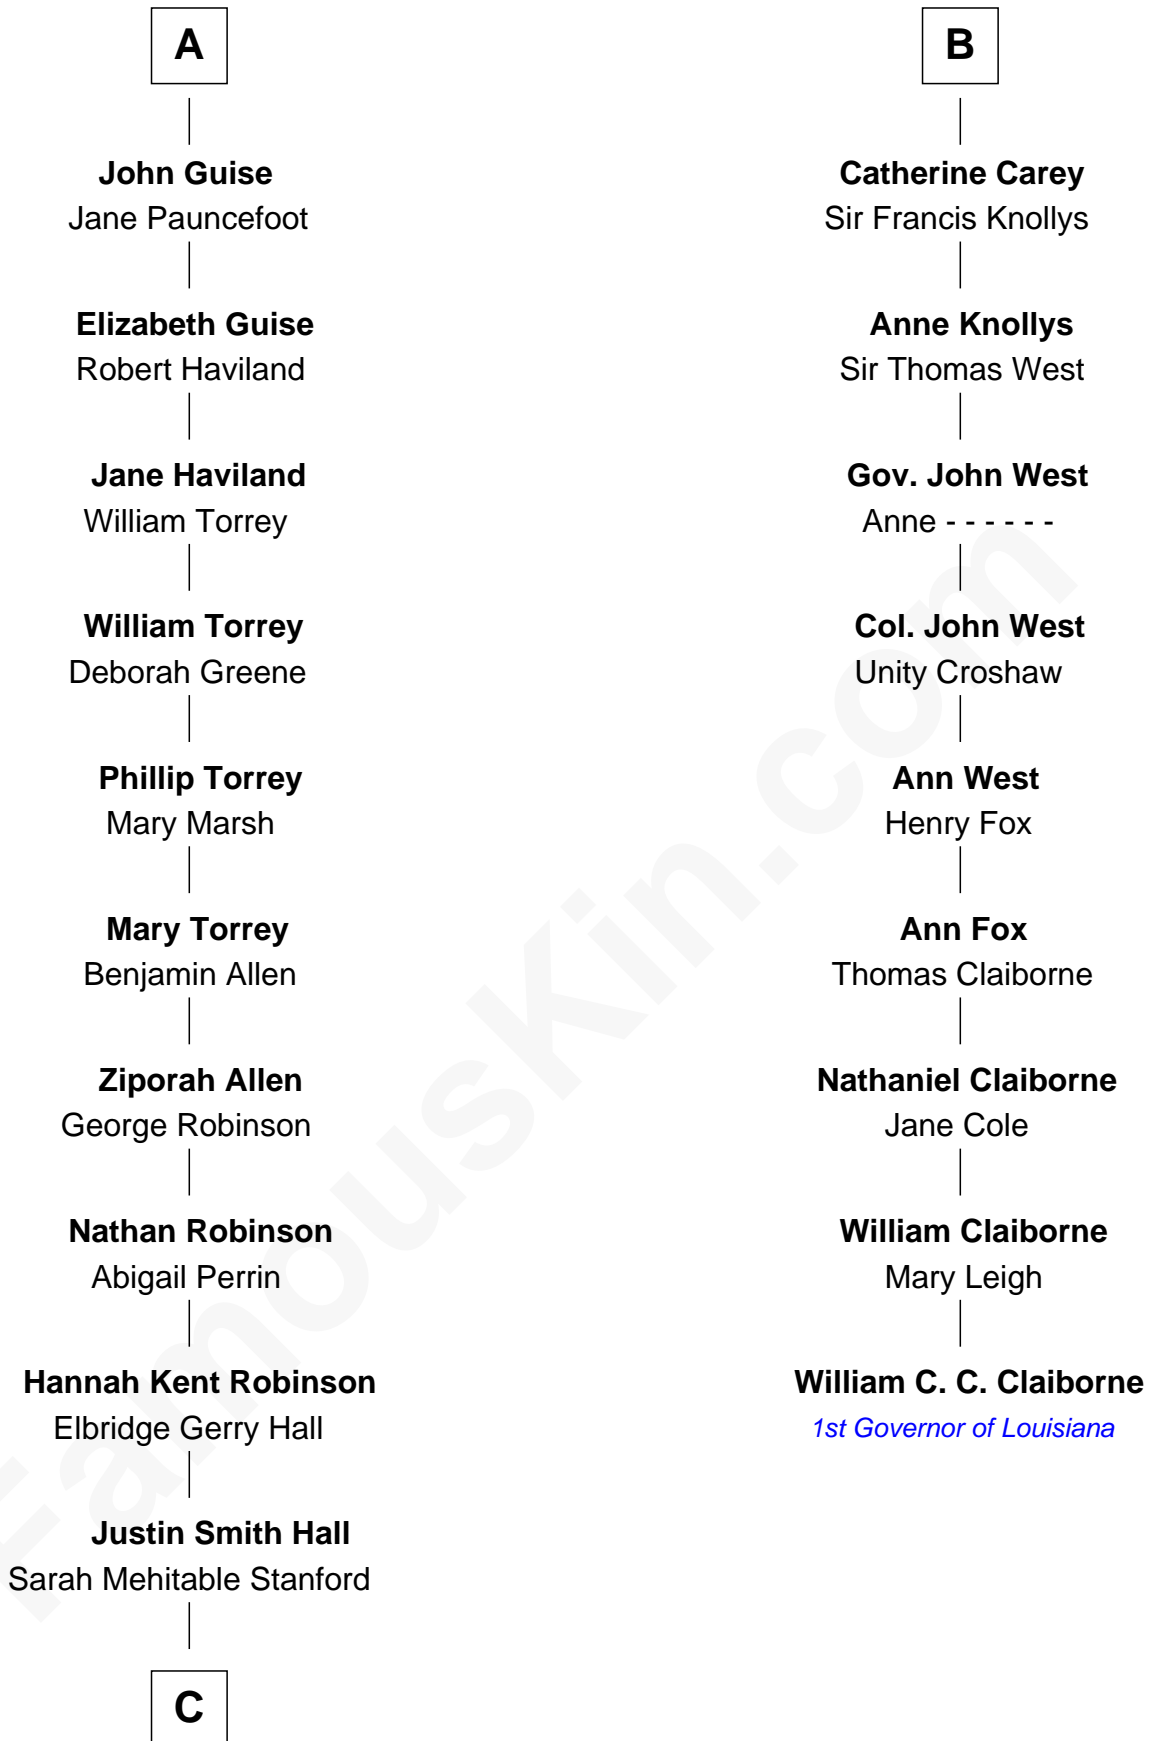 A
John Guise
Jane Pauncefoot
Elizabeth Guise
Robert Haviland
Jane Haviland
William Torrey
William Torrey
Deborah Greene
Phillip Torrey
Mary Marsh
Mary Torrey
Benjamin Allen
Ziporah Allen
George Robinson
Nathan Robinson
Abigail Perrin
Hannah Kent Robinson
Elbridge Gerry Hall
Justin Smith Hall
Sarah Mehitable Stanford
C
B
Catherine Carey
Sir Francis Knollys
Anne Knollys
Sir Thomas West
Gov. John West
Anne - - - - - -
Col. John West
Unity Croshaw
Ann West
Henry Fox
Ann Fox
Thomas Claiborne
Nathaniel Claiborne
Jane Cole
William Claiborne
Mary Leigh
William C. C. Claiborne
1st Governor of Louisiana
FamousKin.com